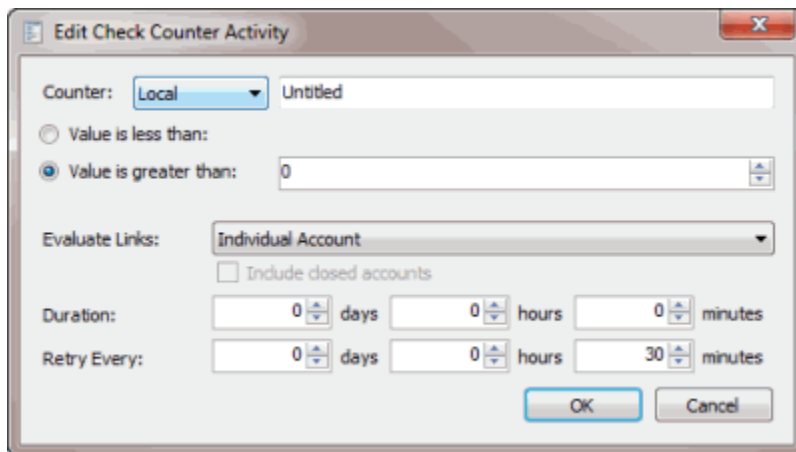 Edit Check Counter Activity
Counter: Local Untitled
Value is less than:
Value is greater than: 0
Evaluate Links: Individual Account
Include closed accounts
Duration: 0 days 0 hours 0 minutes
Retry Every: 0 days 0 hours 30 minutes
OK Cancel